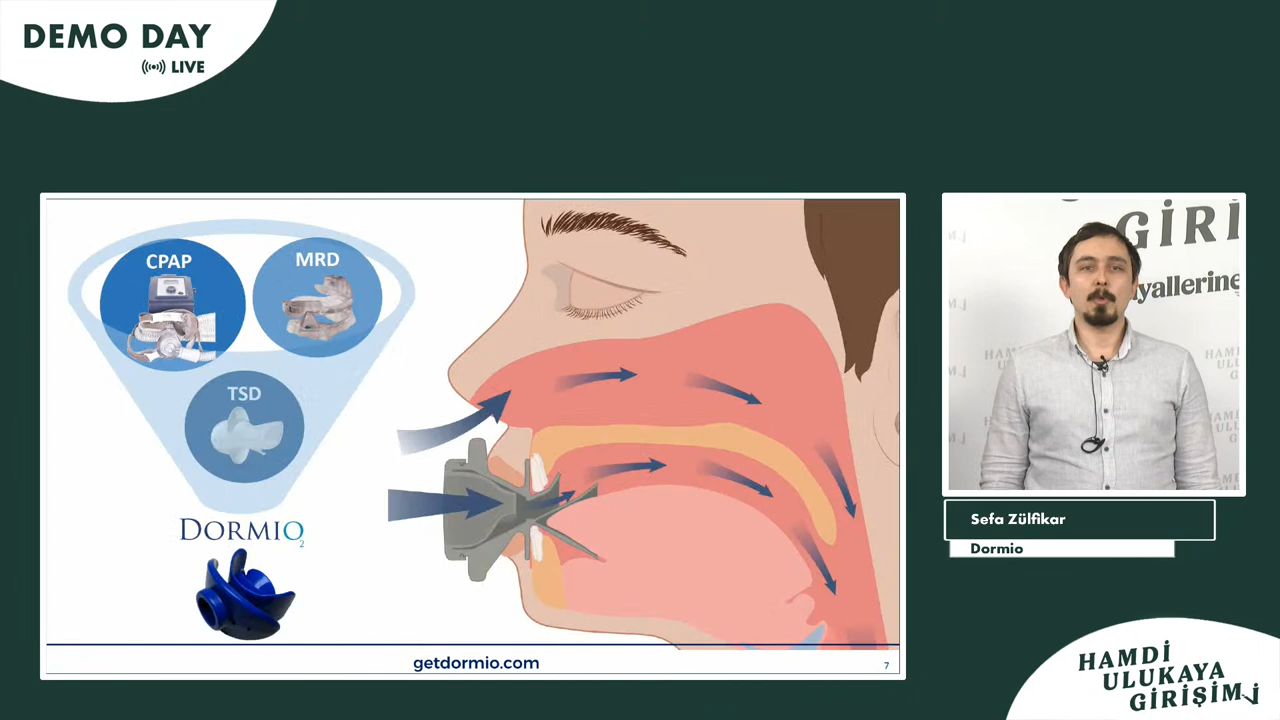 DEMO DAY
LIVE
CPAP
MRD
TSD
DORMIO2
getdormio.com
7
GİRİ
yallerine
Sefa Zülfikar
Dormio
HAMDİ
ULUKAYA
GİRİŞİMİ